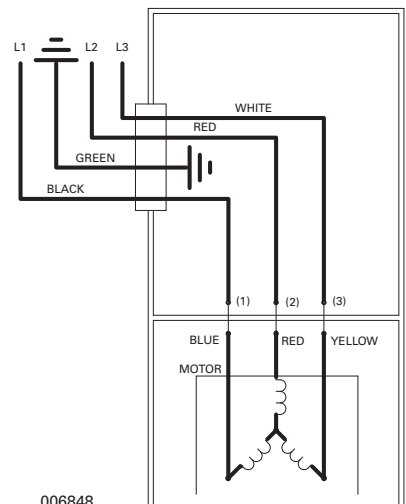 L1 L2 L3
WHITE
RED
GREEN
BLACK
(1) (2) (3)
BLUE RED YELLOW
MOTOR
006848